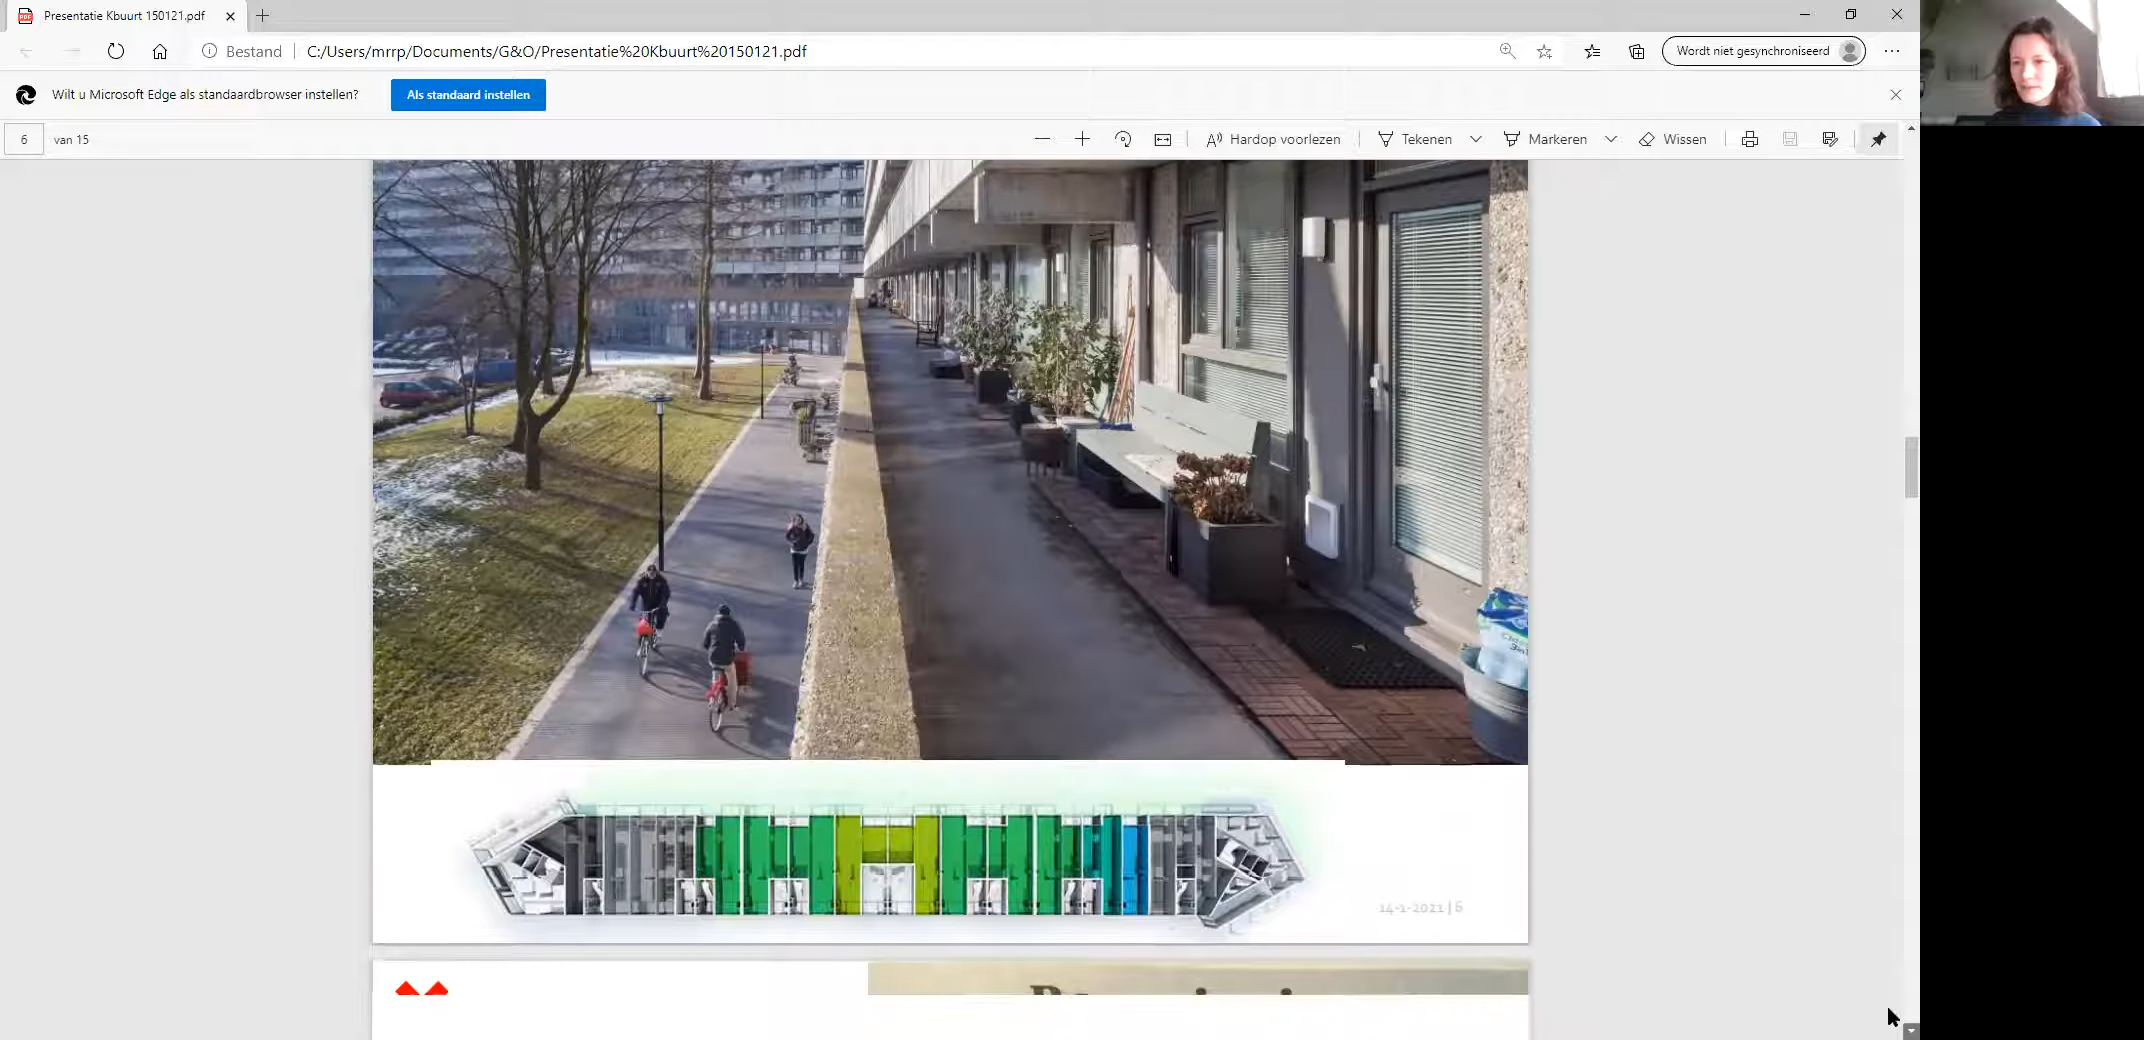 Presentatie Kbuurt 150121.pdf
Bestand
C:/Users/mrrp/Documents/G&O/Presentatie%20Kbuurt%20150121.pdf
Wordt niet gesynchroniseerd
Wilt u Microsoft Edge als standaardbrowser instellen?
Als standaard instellen
6
van 15
Hardop voorlezen
Tekenen
Markeren
Wissen
14-1-2021 | 6